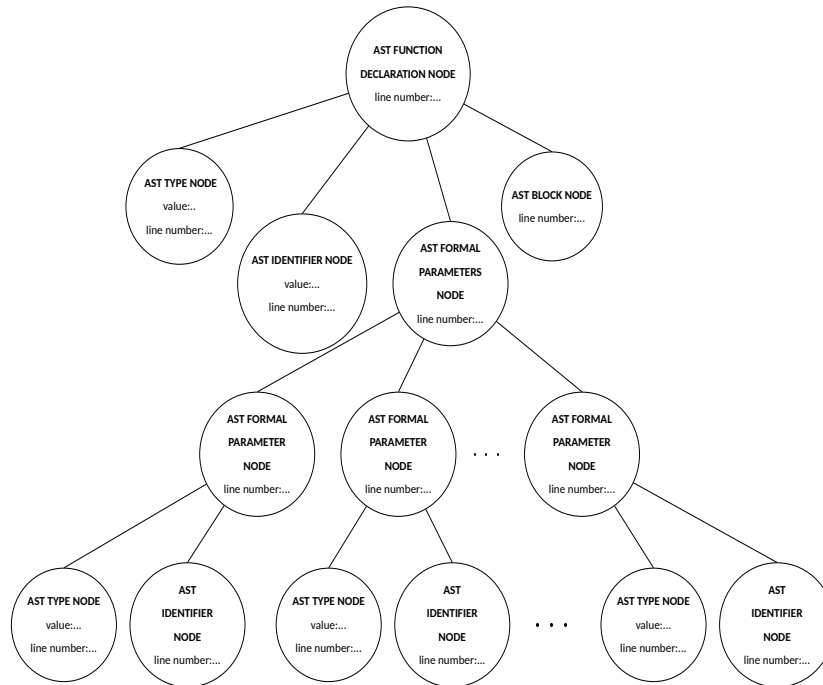 AST FUNCTION
DECLARATION NODE
line number:...
AST TYPE NODE
value:..
line number:...
AST IDENTIFIER NODE
value:...
line number:...
AST FORMAL
PARAMETERS
NODE
line number:...
AST BLOCK NODE
line number:...
AST FORMAL
PARAMETER
NODE
line number:...
AST FORMAL
PARAMETER
NODE
line number:...
. . .
AST FORMAL
PARAMETER
NODE
line number:...
AST TYPE NODE
value:...
line number:...
AST
IDENTIFIER
NODE
line number:...
AST TYPE NODE
value:...
line number:...
AST
IDENTIFIER
NODE
line number:...
. . .
AST TYPE NODE
value:...
line number:...
AST
IDENTIFIER
NODE
line number:...